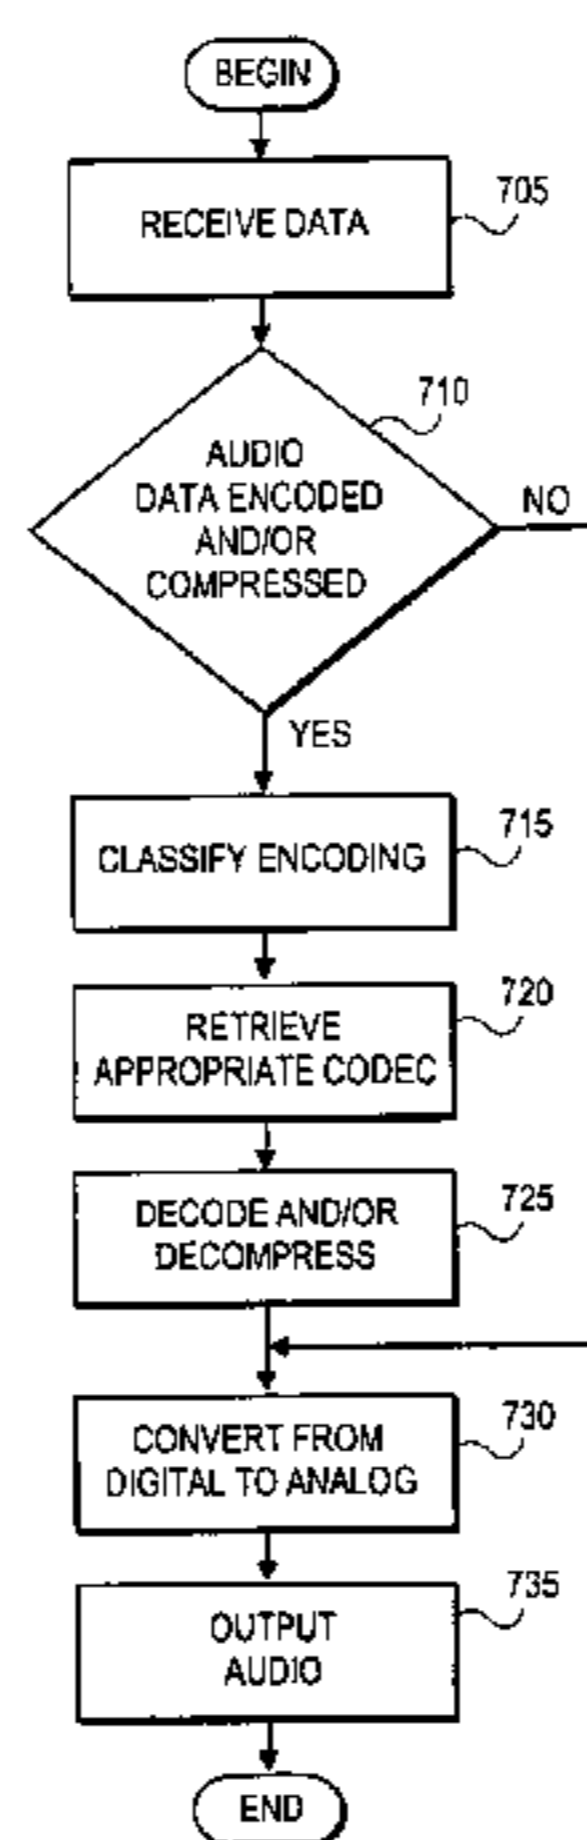 BEGIN
RECEIVE DATA
705
710
AUDIO
DATA ENCODED
AND/OR
COMPRESSED
NO
YES
CLASSIFY ENCODING
715
RETRIEVE
APPROPRIATE CODEC
720
DECODE AND/OR
DECOMPRESS
725
CONVERT FROM
DIGITAL TO ANALOG
730
OUTPUT
AUDIO
735
END